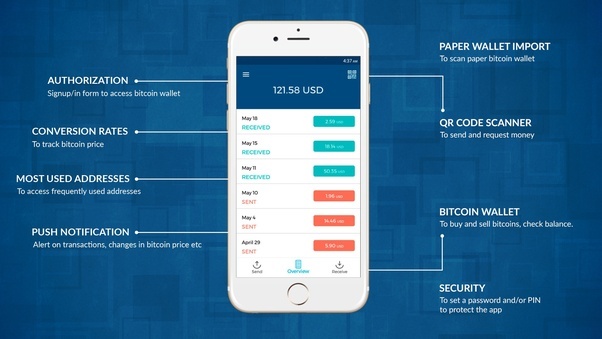 AUTHORIZATION
Signup/in form to access bitcoin wallet
CONVERSION RATES
To track bitcoin price
MOST USED ADDRESSES
To access frequently used addresses
PUSH NOTIFICATION
Alert on transactions, changes in bitcoin price etc
4:37 AM
121.58 USD
May 18
RECEIVED
2.59 USD
May 15
RECEIVED
18.14 USD
May 11
RECEIVED
50.55 USD
May 10
SENT
1.96 USD
May 4
SENT
14.46 USD
April 29
SENT
5.90 USD
Send
Overview
Receive
PAPER WALLET IMPORT
To scan paper bitcoin wallet
QR CODE SCANNER
To send and request money
BITCOIN WALLET
To buy and sell bitcoins, check balance.
SECURITY
To set a password and/or PIN
to protect the app